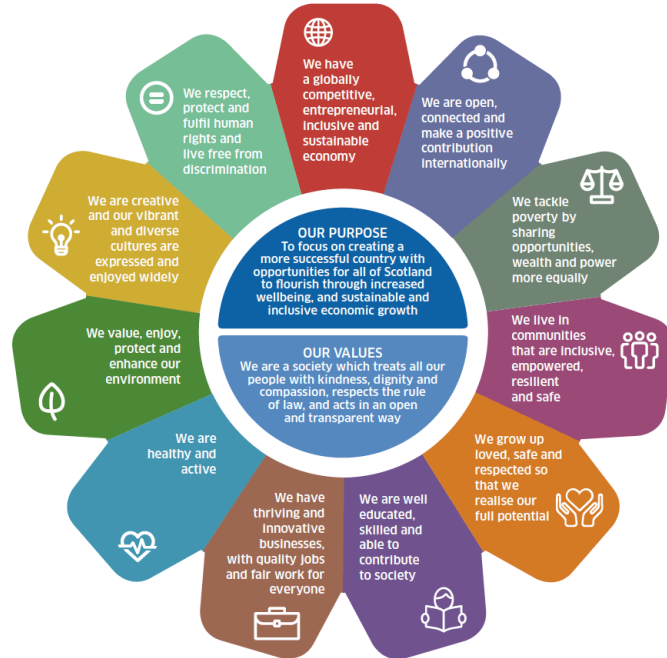 We have
a globally
competitive,
entrepreneurial,
inclusive and
sustainable
economy
We are open,
connected and
make a positive
contribution
internationally
We tackle
poverty by
sharing
opportunities,
wealth and power
more equally
We live in
communities
that are inclusive,
empowered,
resilient
and safe
We grow up
loved, safe and
respected so
that we
realise our
full potential
We are well
educated,
skilled and
able to
contribute
to society
We have
thriving and
innovative
businesses,
with quality jobs
and fair work for
everyone
We are
healthy and
active
We value, enjoy,
protect and
enhance our
environment
We are creative
and our vibrant
and diverse
cultures are
expressed and
enjoyed widely
We respect,
protect and
fulfil human
rights and
live free from
discrimination
OUR PURPOSE
To focus on creating a
more successful country with
opportunities for all of Scotland
to flourish through increased
wellbeing, and sustainable and
inclusive economic growth
OUR VALUES
We are a society which treats all our
people with kindness, dignity and
compassion, respects the rule
of law, and acts in an open
and transparent way